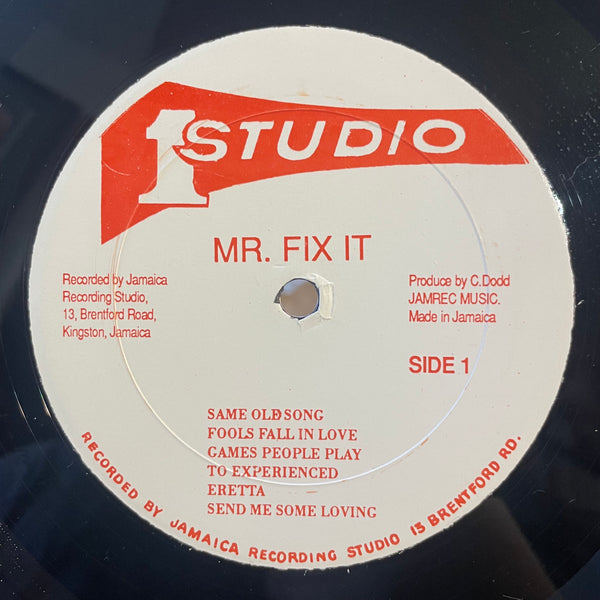 1 STUDIO
MR. FIX IT
Recorded by Jamaica
Recording Studio,
13, Brentford Road,
Kingston, Jamaica
Produce by C.Dodd
JAMREC MUSIC.
Made in Jamaica
SIDE 1
SAME OLD SONG
FOOLS FALL IN LOVE
GAMES PEOPLE PLAY
TO EXPERIENCED
ERETTA
SEND ME SOME LOVING
RECORDED BY JAMAICA RECORDING STUDIO 13 BRENTFORD RD.